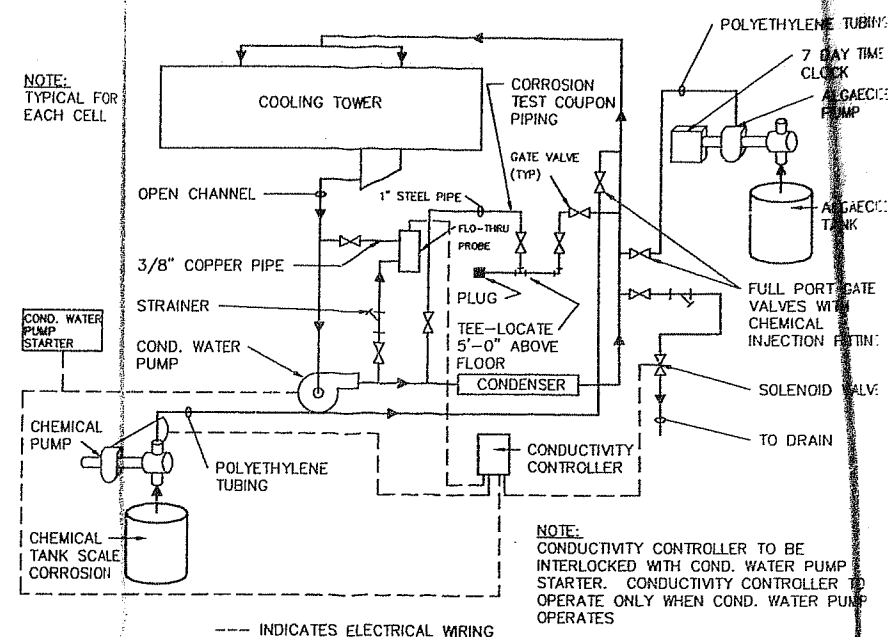 POLYETHYLENE TUBING
7 DAY TIME
CLOCK
ALGAECIDE
PUMP
NOTE:
TYPICAL FOR
EACH CELL
COOLING TOWER
CORROSION
TEST COUPON
PIPING
GATE VALVE
(TYP)
OPEN CHANNEL
1" STEEL PIPE
FLO-THRU
PROBE
3/8" COPPER PIPE
ALGAECIDE
TANK
PLUG
STRAINER
TEE-LOCATE
5'-0" ABOVE
FLOOR
FULL PORT GATE
VALVES WITH
CHEMICAL
INJECTION FITTING
COND. WATER
PUMP
STARTER
COND. WATER
PUMP
CONDENSER
SOLENOID VALVE
CHEMICAL
PUMP
POLYETHYLENE
TUBING
CONDUCTIVITY
CONTROLLER
TO DRAIN
CHEMICAL
TANK SCALE
CORROSION
NOTE:
CONDUCTIVITY CONTROLLER TO BE
INTERLOCKED WITH COND. WATER PUMP
STARTER. CONDUCTIVITY CONTROLLER TO
OPERATE ONLY WHEN COND. WATER PUMP
OPERATES
--- INDICATES ELECTRICAL WIRING